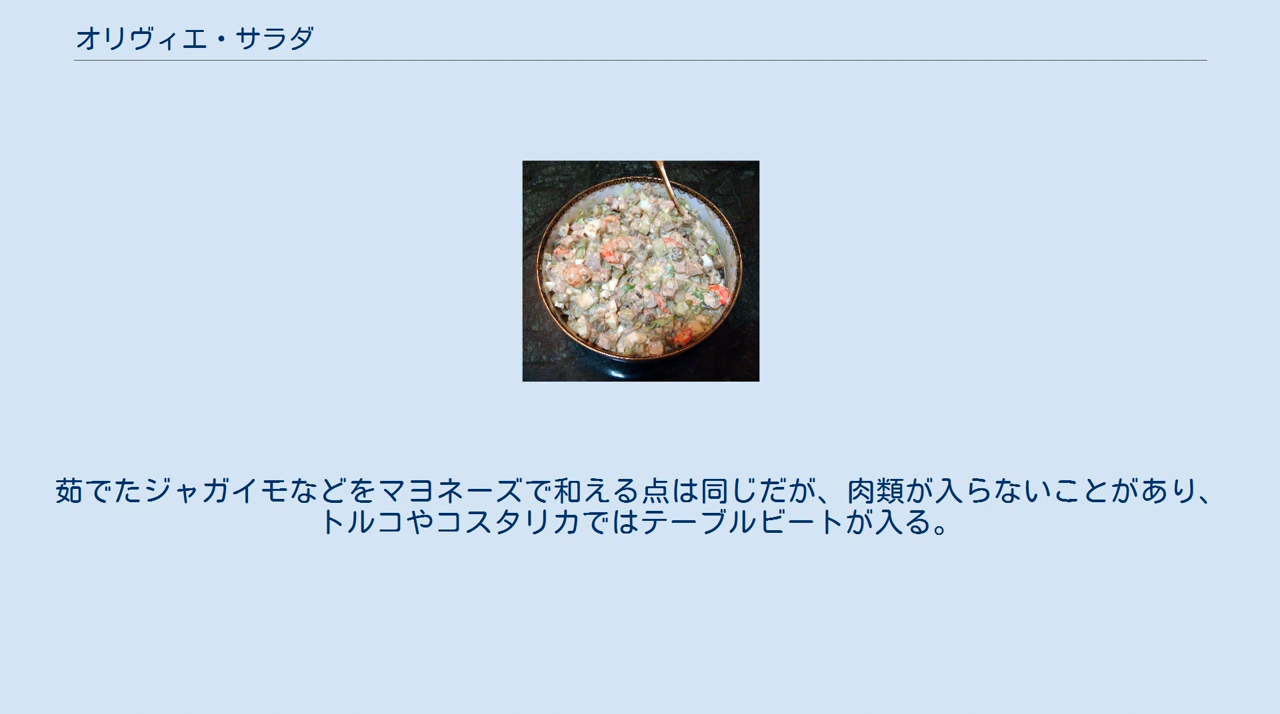 オリヴィエ・サラダ
茹でたジャガイモなどをマヨネーズで和える点は同じだが、肉類が入らないことがあり、
トルコやコスタリカではテーブルビートが入る。